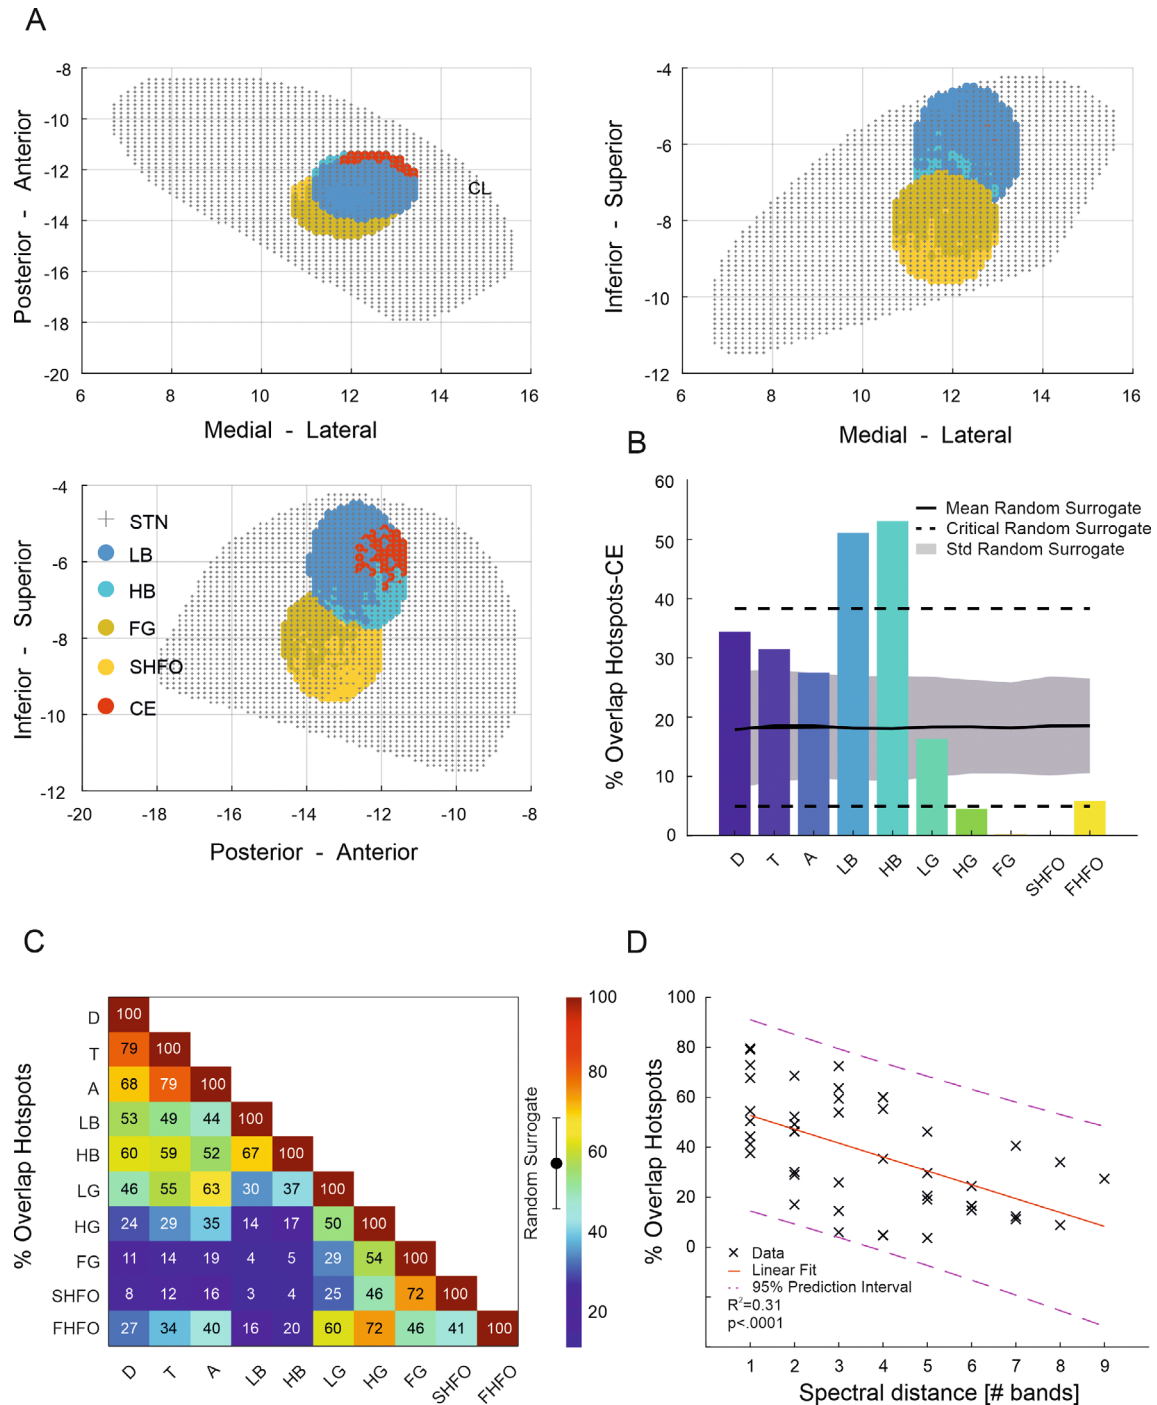 A
-8
-10
-12
-14
-16
-18
-20
6
8
10
12
14
16
Posterior - Anterior
Medial - Lateral
CL
-4
-6
-8
-10
-12
6
8
10
12
14
16
Inferior - Superior
Medial - Lateral
-4
-6
-8
-10
-12
-20
-18
-16
-14
-12
-10
-8
Inferior - Superior
Posterior - Anterior
STN
LB
HB
FG
SHFO
CE
B
60
50
40
30
20
10
0
% Overlap Hotspots-CE
Mean Random Surrogate
Critical Random Surrogate
Std Random Surrogate
D
T
A
LB
HB
LG
HG
FG
SHFO
FHFO
C
% Overlap Hotspots
D 100
T 79 100
A 68 79 100
LB 53 49 44 100
HB 60 59 52 67 100
LG 46 55 63 30 37 100
HG 24 29 35 14 17 50 100
FG 11 14 19 4 5 29 54 100
SHFO 8 12 16 3 4 25 46 72 100
FHFO 27 34 40 16 20 60 72 46 41 100
D T A LB HB LG HG FG SHFO FHFO
Random Surrogate
100
80
60
40
20
D
100
80
60
40
20
0
% Overlap Hotspots
Data
Linear Fit
95% Prediction Interval
R²=0.31
p<.0001
1 2 3 4 5 6 7 8 9
Spectral distance [# bands]